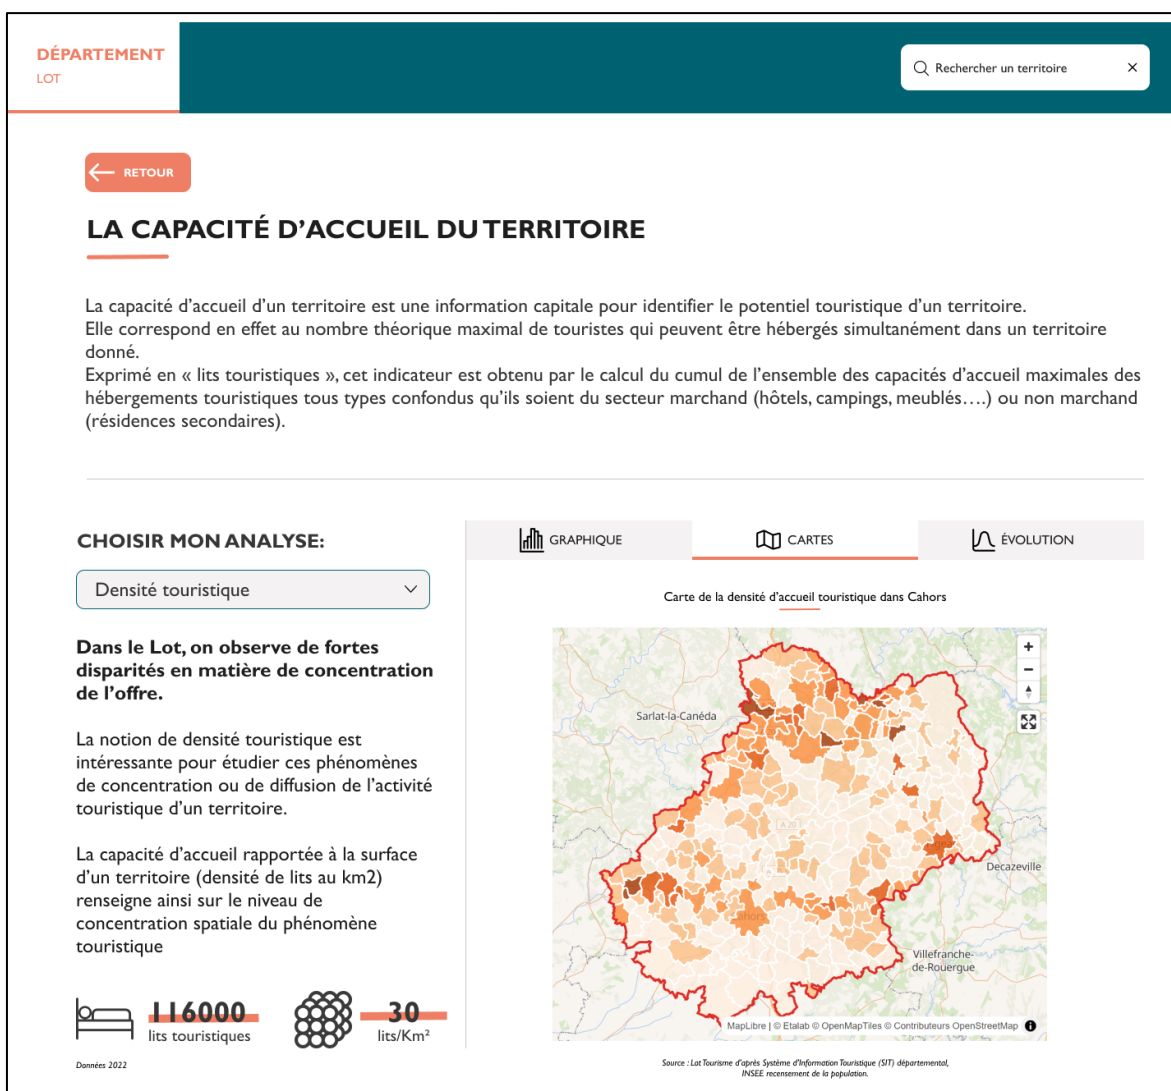 DÉPARTEMENT
LOT
Rechercher un territoire
RETOUR
LA CAPACITÉ D’ACCUEIL DU TERRITOIRE
La capacité d’accueil d’un territoire est une information capitale pour identifier le potentiel touristique d’un territoire.
Elle correspond en effet au nombre théorique maximal de touristes qui peuvent être hébergés simultanément dans un territoire
donné.
Exprimé en « lits touristiques », cet indicateur est obtenu par le calcul du cumul de l’ensemble des capacités d’accueil maximales des
hébergements touristiques tous types confondus qu’ils soient du secteur marchand (hôtels, campings, meublés….) ou non marchand
(résidences secondaires).
CHOISIR MON ANALYSE:
Densité touristique
Dans le Lot, on observe de fortes
disparités en matière de concentration
de l’offre.
La notion de densité touristique est
intéressante pour étudier ces phénomènes
de concentration ou de diffusion de l’activité
touristique d’un territoire.
La capacité d’accueil rapportée à la surface
d’un territoire (densité de lits au km2)
renseigne ainsi sur le niveau de
concentration spatiale du phénomène
touristique
116000
lits touristiques
30
lits/Km²
Données 2022
GRAPHIQUE
CARTES
ÉVOLUTION
Carte de la densité d’accueil touristique dans Cahors
Sarlat-la-Canéda
A 20
Decazeville
Cahors
Villefranche-
de-Rouergue
MapLibre | © Etalab © OpenMapTiles © Contributeurs OpenStreetMap
Source : Lot Tourisme d’après Système d’Information Touristique (SIT) départemental,
INSEE recensement de la population.